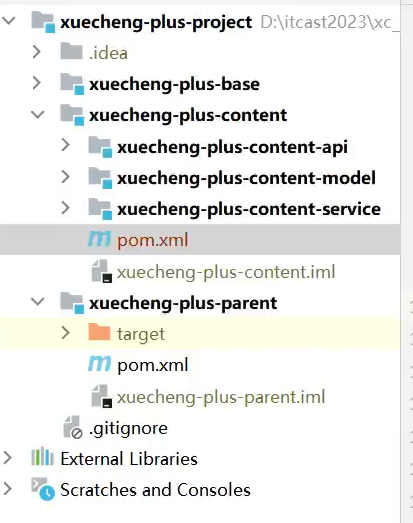 xuecheng-plus-project D:\itcast2023\xc_
.idea
xuecheng-plus-base
xuecheng-plus-content
xuecheng-plus-content-api
xuecheng-plus-content-model
xuecheng-plus-content-service
m pom.xml
xuecheng-plus-content.iml
xuecheng-plus-parent
target
m pom.xml
xuecheng-plus-parent.iml
.gitignore
External Libraries
Scratches and Consoles